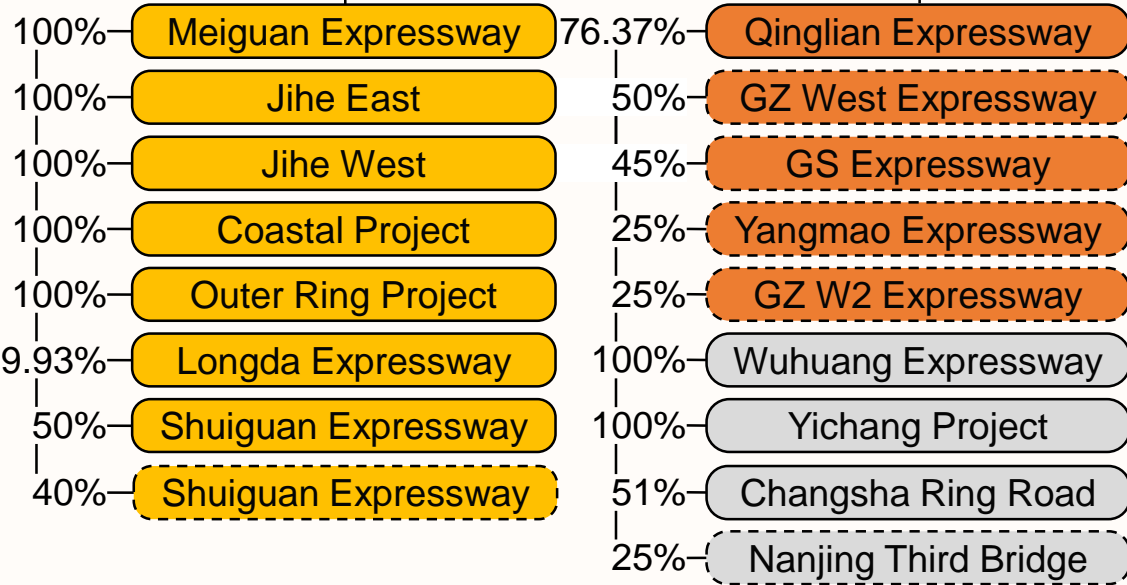 100% Meiguan Expressway
100% Jihe East
100% Jihe West
100% Coastal Project
100% Outer Ring Project
9.93% Longda Expressway
50% Shuiguan Expressway
40% Shuiguan Expressway
76.37% Qinglian Expressway
50% GZ West Expressway
45% GS Expressway
25% Yangmao Expressway
25% GZ W2 Expressway
100% Wuhuang Expressway
100% Yichang Project
51% Changsha Ring Road
25% Nanjing Third Bridge